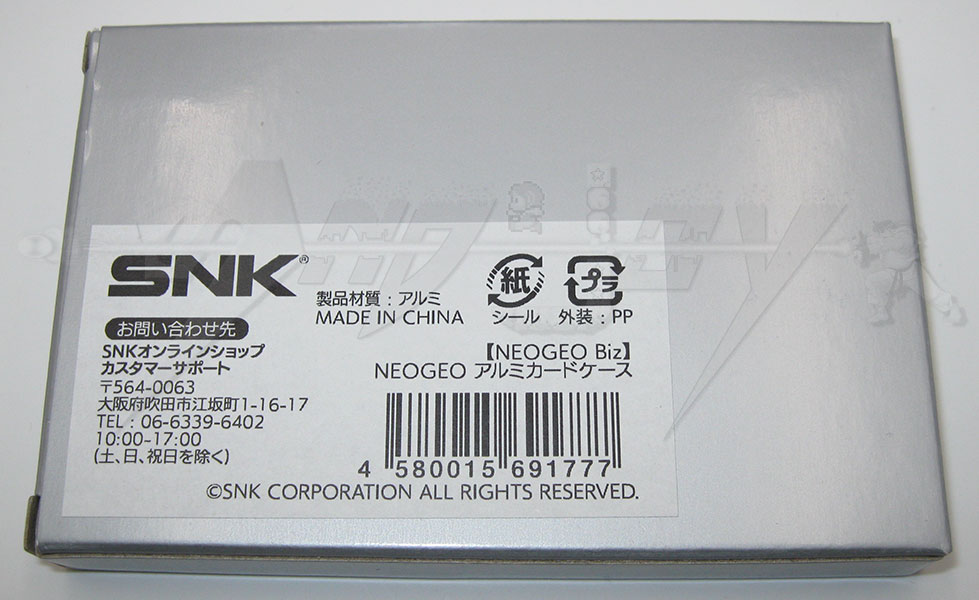 SNK®
お問い合わせ先
SNKオンラインショップ
カスタマーサポート
〒564-0063
大阪府吹田市江坂町1-16-17
TEL : 06-6339-6402
10:00-17:00
(土、日、祝日を除く)
製品材質 : アルミ
MADE IN CHINA
紙
シール
プラ
外装 : PP
【NEOGEO Biz】
NEOGEO アルミカードケース
4 580015 691777
©SNK CORPORATION ALL RIGHTS RESERVED.